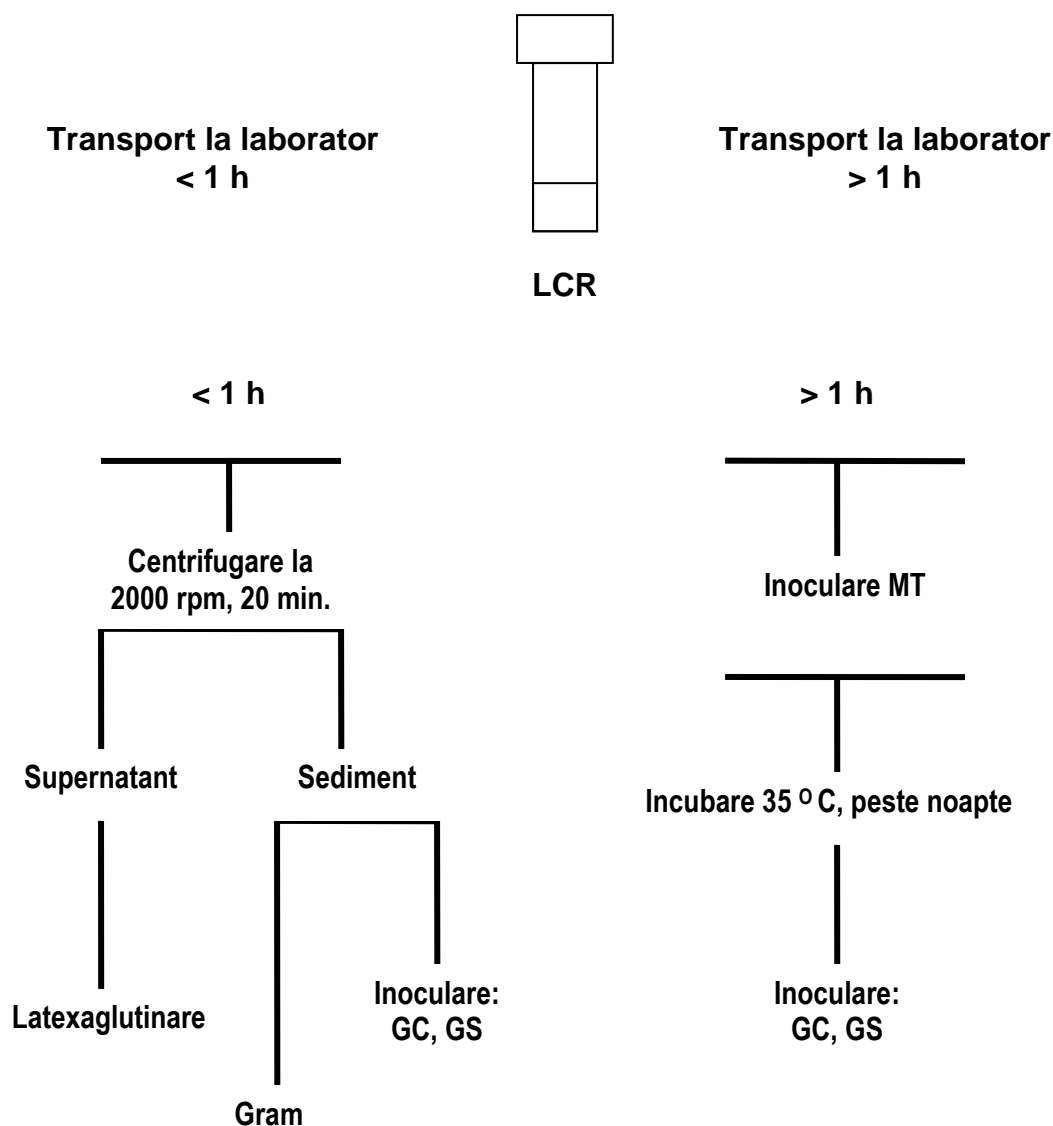 Transport la laborator
< 1 h
Transport la laborator
> 1 h
LCR
< 1 h
> 1 h
Centrifugare la
2000 rpm, 20 min.
Inoculare MT
Supernatant
Sediment
Incubare 35 ᴼ C, peste noapte
Latexaglutinare
Inoculare:
GC, GS
Inoculare:
GC, GS
Gram